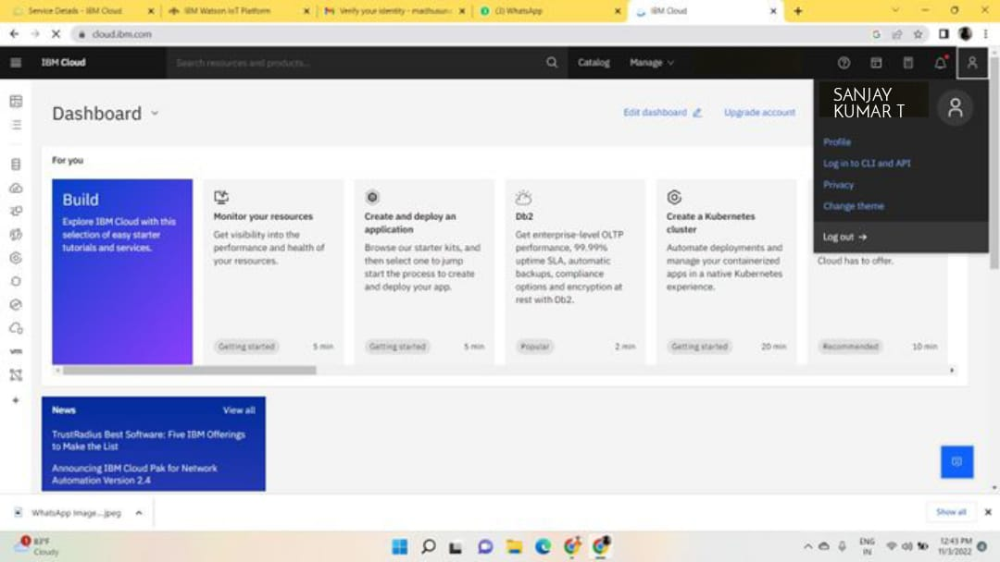 Service Details - IBM Cloud
IBM Watson IoT Platform
Verify your identity - madhusun
(3) WhatsApp
IBM Cloud
cloud.ibm.com
IBM Cloud
Search resources and products...
Catalog
Manage
SANJAY
KUMAR T
Profile
Log in to CLI and API
Privacy
Change theme
Log out →
Dashboard
Edit dashboard
Upgrade account
For you
Build
Explore IBM Cloud with this
selection of easy starter
tutorials and services.
Monitor your resources
Get visibility into the
performance and health of
your resources.
Getting started
5 min
Create and deploy an
application
Browse our starter kits, and
then select one to jump
start the process to create
and deploy your app.
Getting started
5 min
Db2
Get enterprise-level OLTP
performance, 99.99%
uptime SLA, automatic
backups, compliance
options and encryption at
rest with Db2.
Popular
2 min
Create a Kubernetes
cluster
Automate deployments and
manage your containerized
apps in a native Kubernetes
experience.
Getting started
20 min
Cloud has to offer.
Recommended
10 min
vm
News
View all
TrustRadius Best Software: Five IBM Offerings
to Make the List
Announcing IBM Cloud Pak for Network
Automation Version 2.4
WhatsApp Image....jpeg
Show all
1
83°F
Cloudy
ENG
IN
12:43 PM
11/3/2022